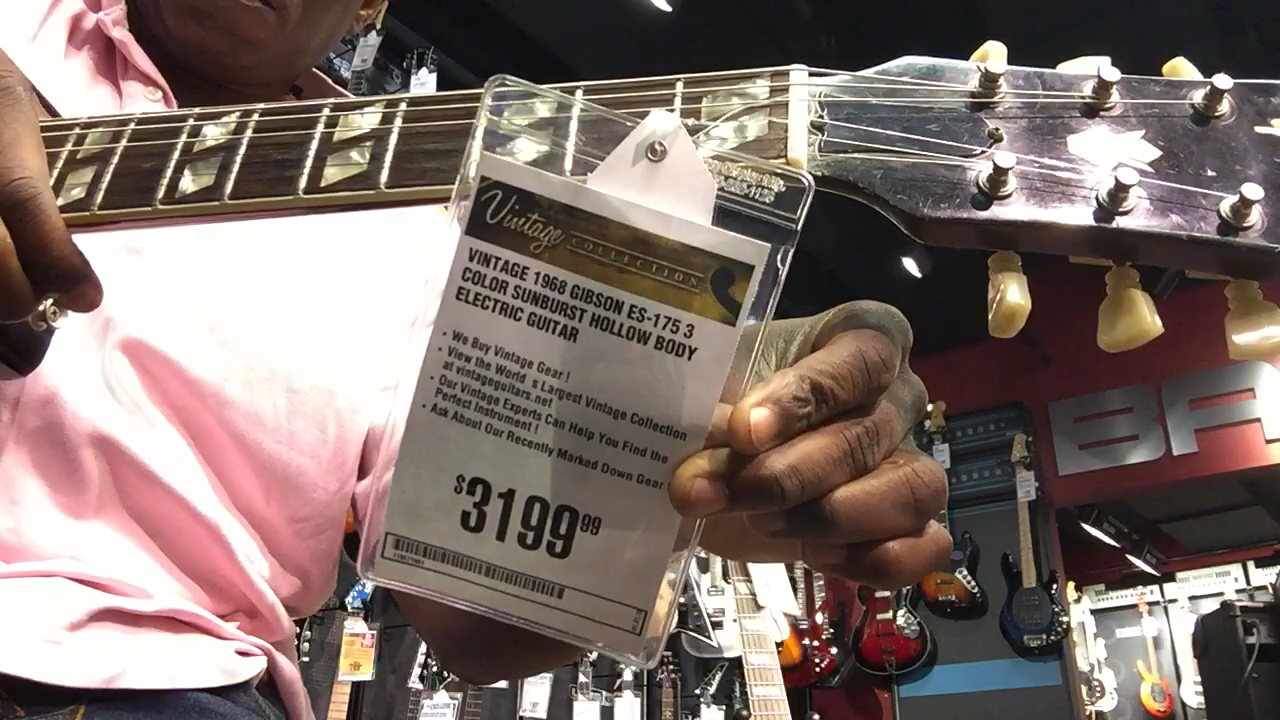 Vintage
COLLECTION
VINTAGE 1968 GIBSON ES-175 3
COLOR SUNBURST HOLLOW BODY
ELECTRIC GUITAR
· We Buy Vintage Gear !
· View the World s Largest Vintage Collection
at vintageguitars.net
· Our Vintage Experts Can Help You Find the
Perfect Instrument !
· Ask About Our Recently Marked Down Gear
$319999
BA